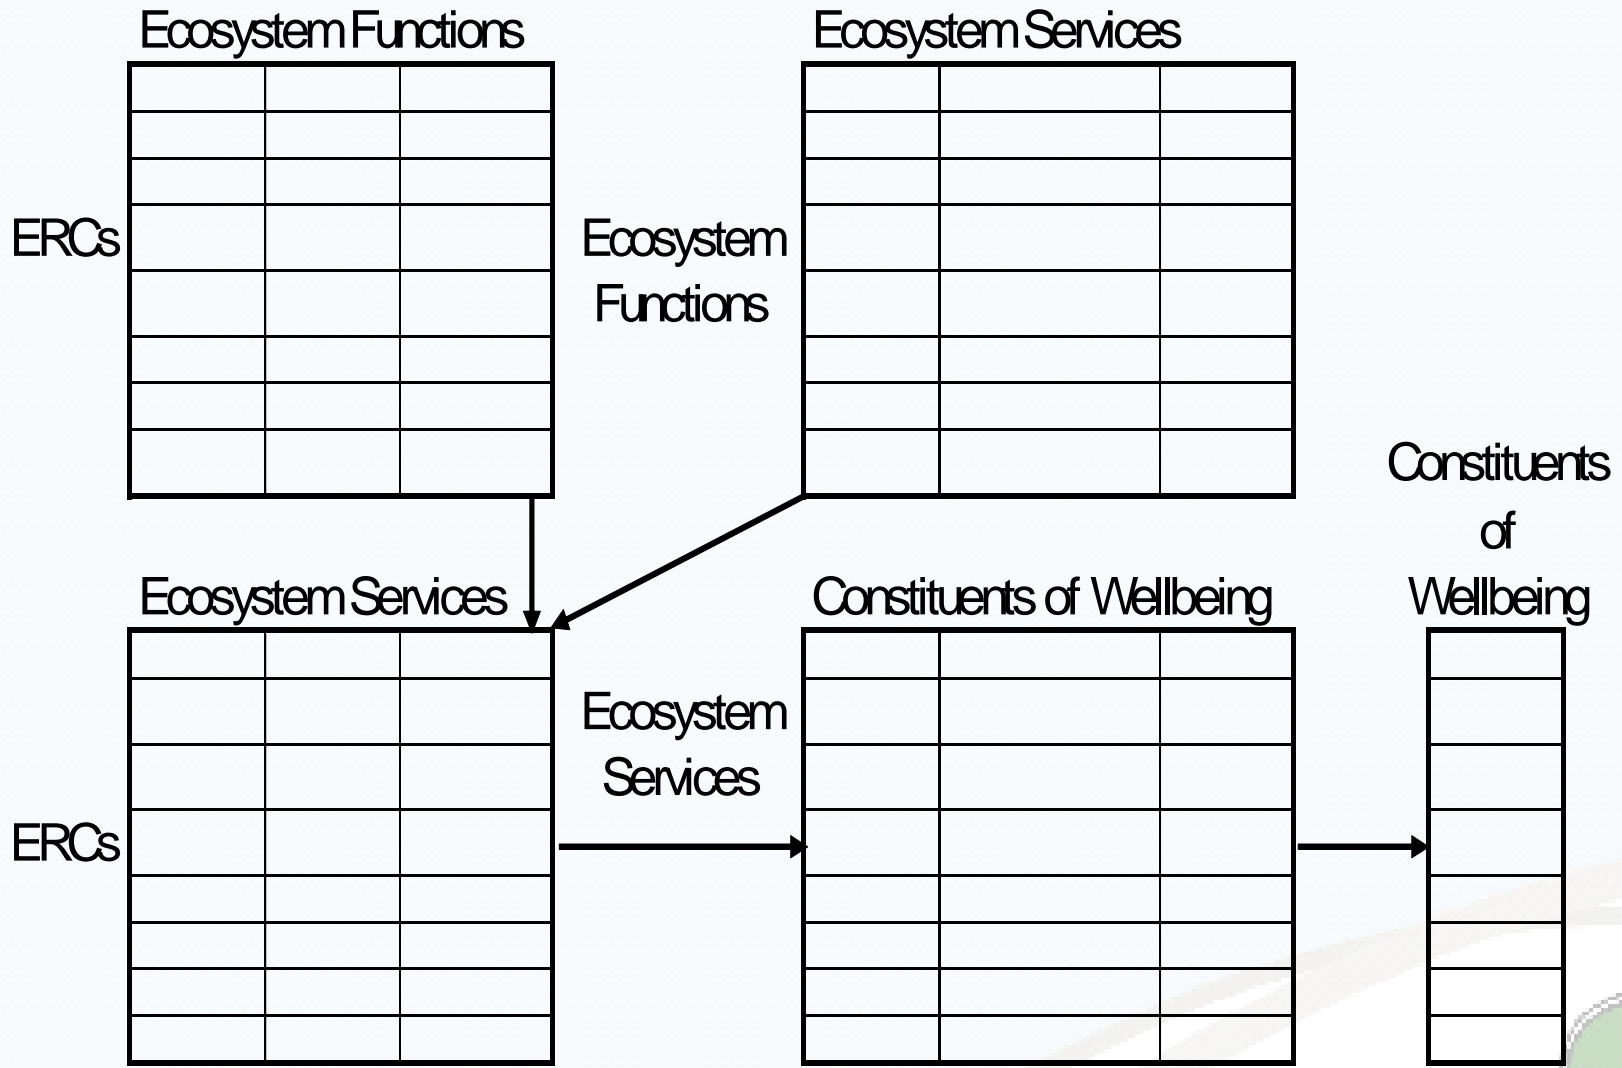 Ecosystem Functions
Ecosystem Services
ERCs
Ecosystem
Functions
Constituents
of
Wellbeing
Ecosystem Services
Constituents of Wellbeing
Ecosystem
Services
ERCs